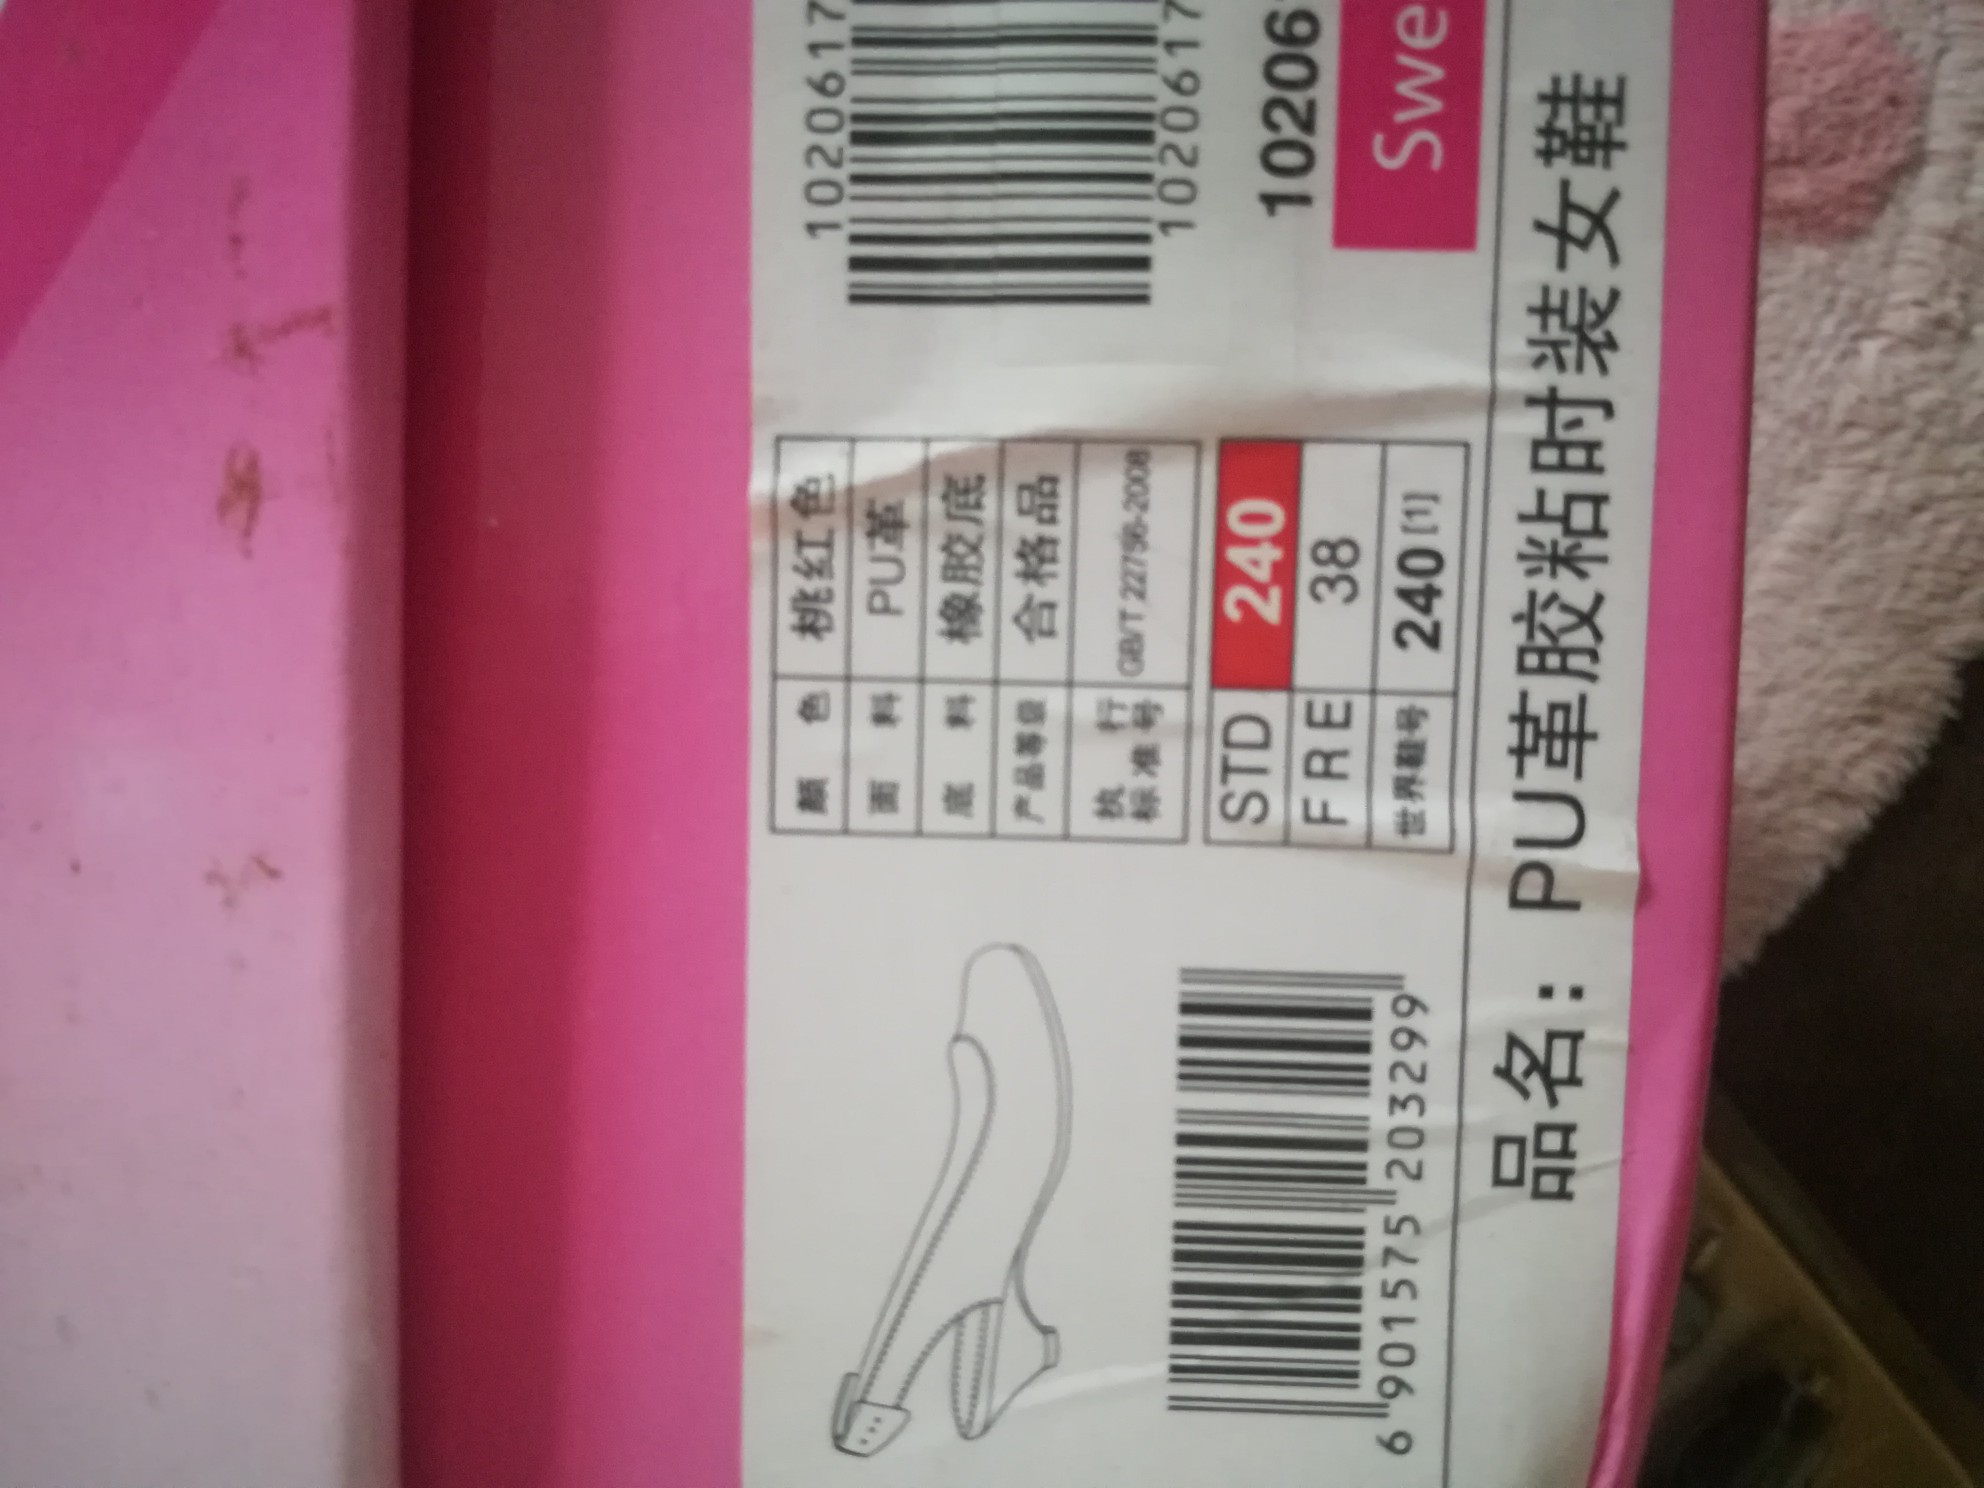 1020617
1020617
10206
Swe
颜色 桃红色
面料 PU革
底料 橡胶底
产品等级 合格品
执行标准号 GB/T 22756-2008
STD 240
FRE 38
世界鞋号 240[1]
6 901575 203299
品名：PU革胶粘时装女鞋